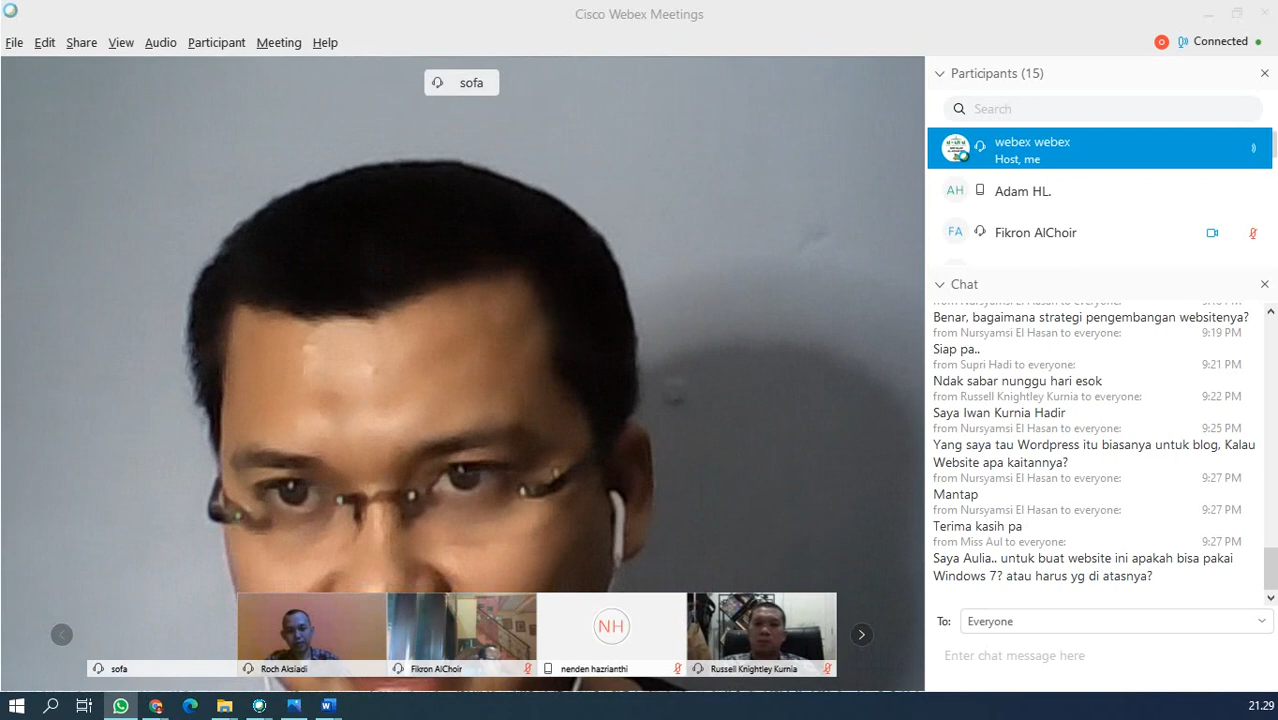 Cisco Webex Meetings
File Edit Share View Audio Participant Meeting Help
Connected
sofa
Participants (15)
Search
webex webex
Host, me
AH Adam HL.
FA Fikron AlChoir
Chat
from Nursyamsi El Hasan to everyone:
Benar, bagaimana strategi pengembangan websitenya?
from Nursyamsi El Hasan to everyone: 9:19 PM
Siap pa..
from Supri Hadi to everyone: 9:21 PM
Ndak sabar nunggu hari esok
from Russell Knightley Kurnia to everyone: 9:22 PM
Saya Iwan Kurnia Hadir
from Nursyamsi El Hasan to everyone: 9:25 PM
Yang saya tau Wordpress itu biasanya untuk blog, Kalau
Website apa kaitannya?
from Nursyamsi El Hasan to everyone: 9:27 PM
Mantap
from Nursyamsi El Hasan to everyone: 9:27 PM
Terima kasih pa
from Miss Aul to everyone: 9:27 PM
Saya Aulia.. untuk buat website ini apakah bisa pakai
Windows 7? atau harus yg di atasnya?
To: Everyone
Enter chat message here
NH
sofa
Roch Aksiadi
Fikron AlChoir
nenden hazrianthi
Russell Knightley Kurnia
21.29